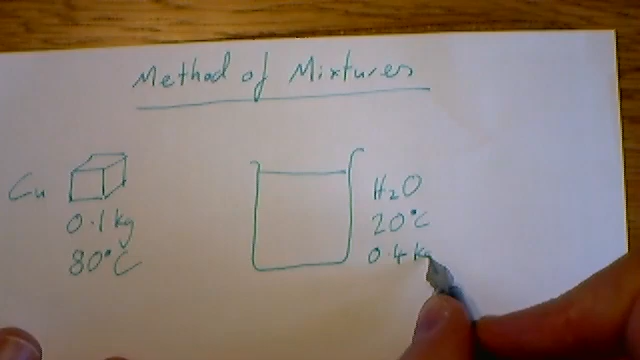 Method of Mixtures
Cu
0.1 kg
80°C
H2O
20°C
0.4 kg